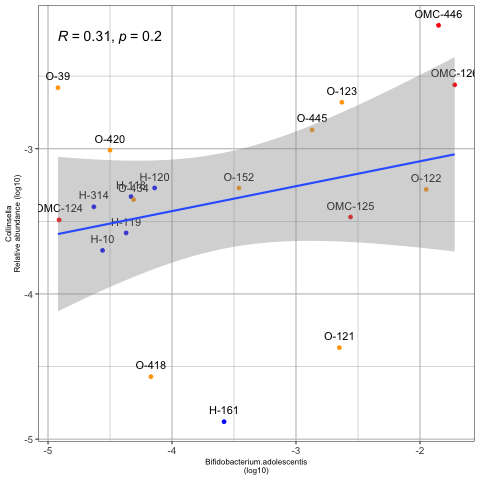 OMC-446
R = 0.31, p = 0.2
O-39
OMC-126
O-123
O-445
O-420
-3
H-120
O-152
O-122
H-314
O-434
OMC-124
OMC-125
H-119
H-10
Collinsella
Relative abundance (log10)
-4
O-121
O-418
H-161
-5
-5 -4 -3 -2
Bifidobacterium.adolescentis
(log10)